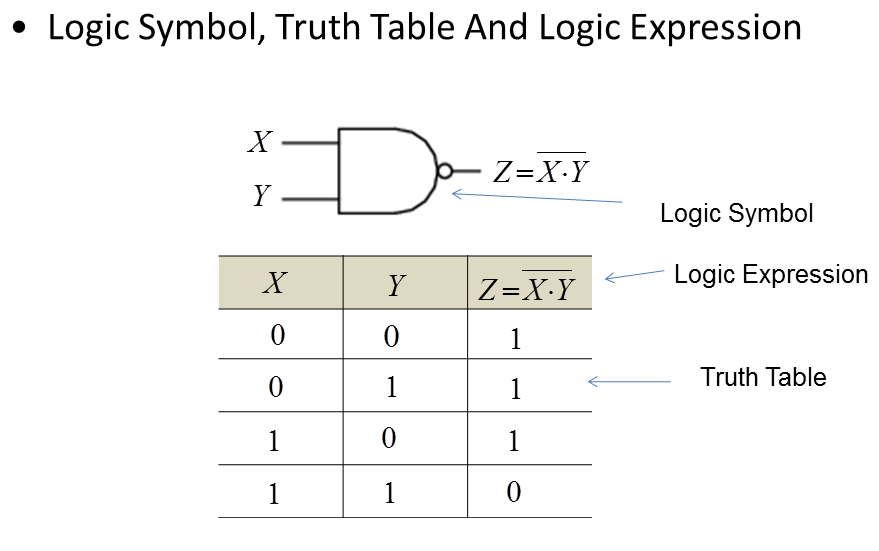 • Logic Symbol, Truth Table And Logic Expression
X
Z=X̅·̅Y̅
Y
Logic Symbol
Logic Expression
X Y Z=X̅·̅Y̅
0 0 1
0 1 1
Truth Table
1 0 1
1 1 0